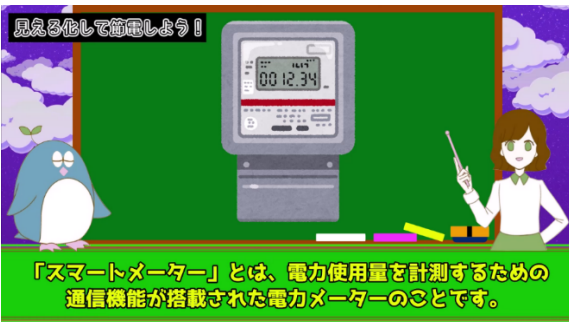 見える化して節電しよう！
0012.34
「スマートメーター」とは、電力使用量を計測するための
通信機能が搭載された電力メーターのことです。